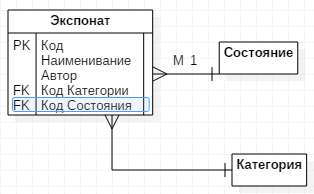 Экспонат
PK Код
Наименивание
Автор
FK Код Категории
FK Код Состояния
M 1
Состояние
Категория